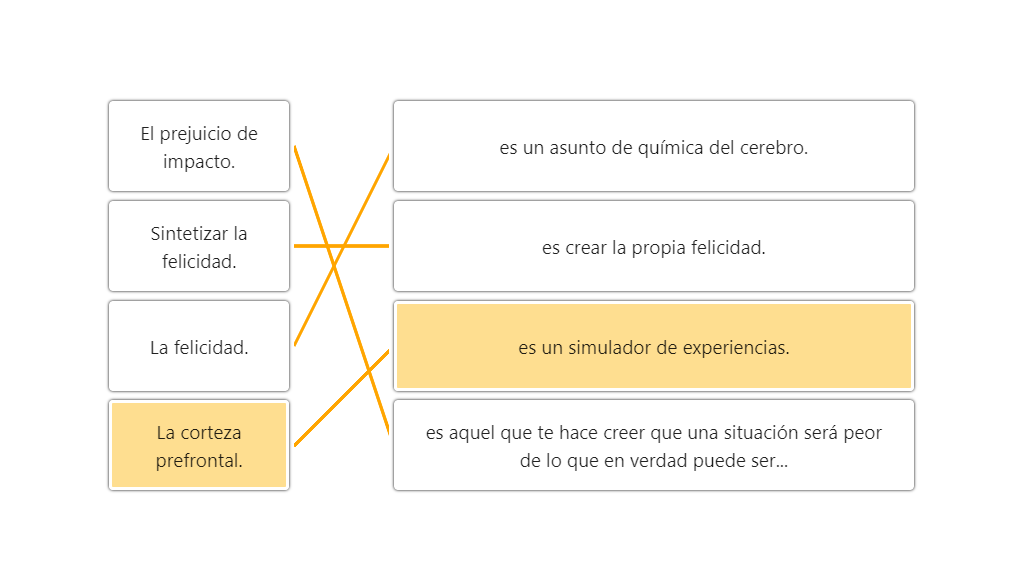 El prejuicio de
impacto.
es un asunto de química del cerebro.
Sintetizar la
felicidad.
es crear la propia felicidad.
La felicidad.
es un simulador de experiencias.
La corteza
prefrontal.
es aquel que te hace creer que una situación será peor
de lo que en verdad puede ser...